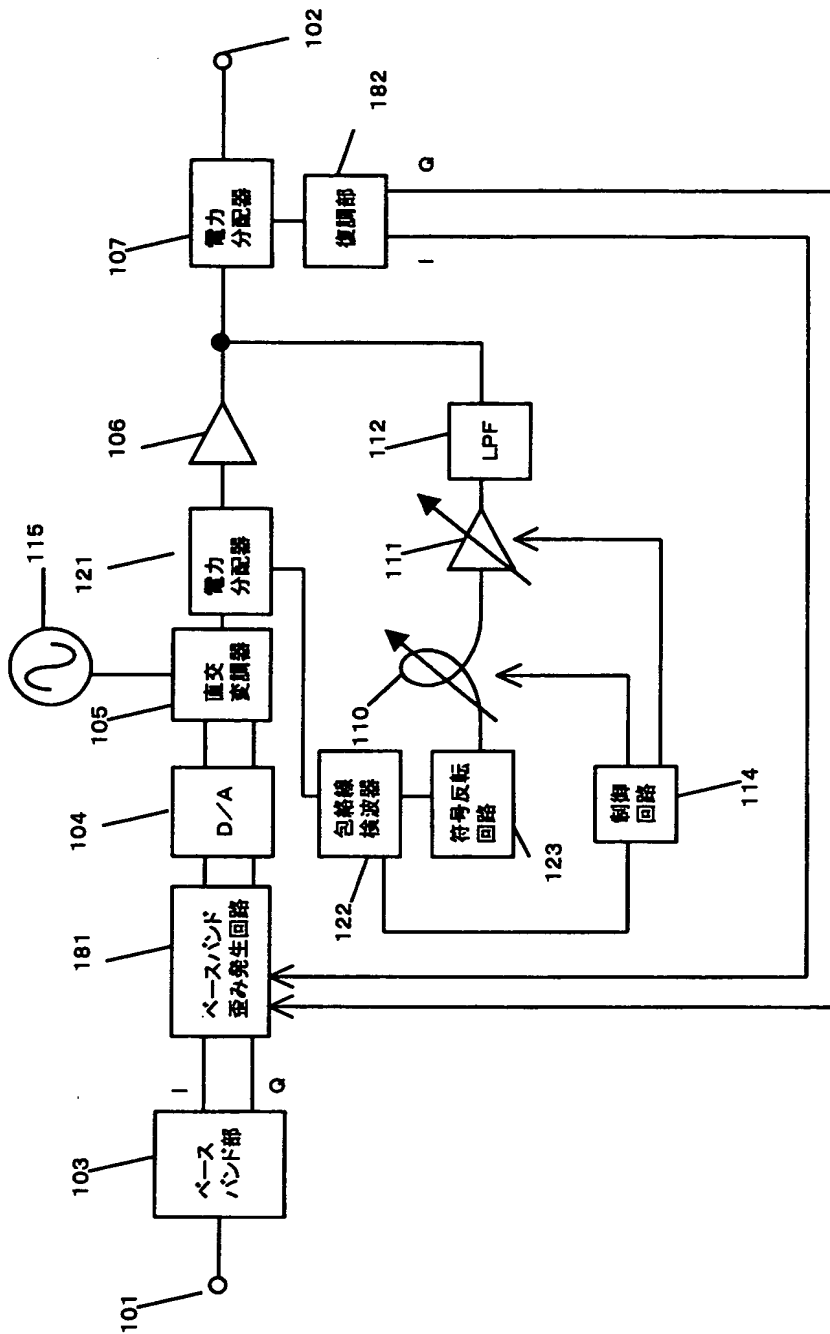 101
103
ベース
バンド部
I
Q
181
ベースバンド
歪み発生回路
104
D/A
105
直交
変調器
115
121
電力
分配器
106
107
電力
分配器
102
182
復調部
I
Q
122
包絡線
検波器
符号反転
回路
123
110
111
112
LPF
制御
回路
114